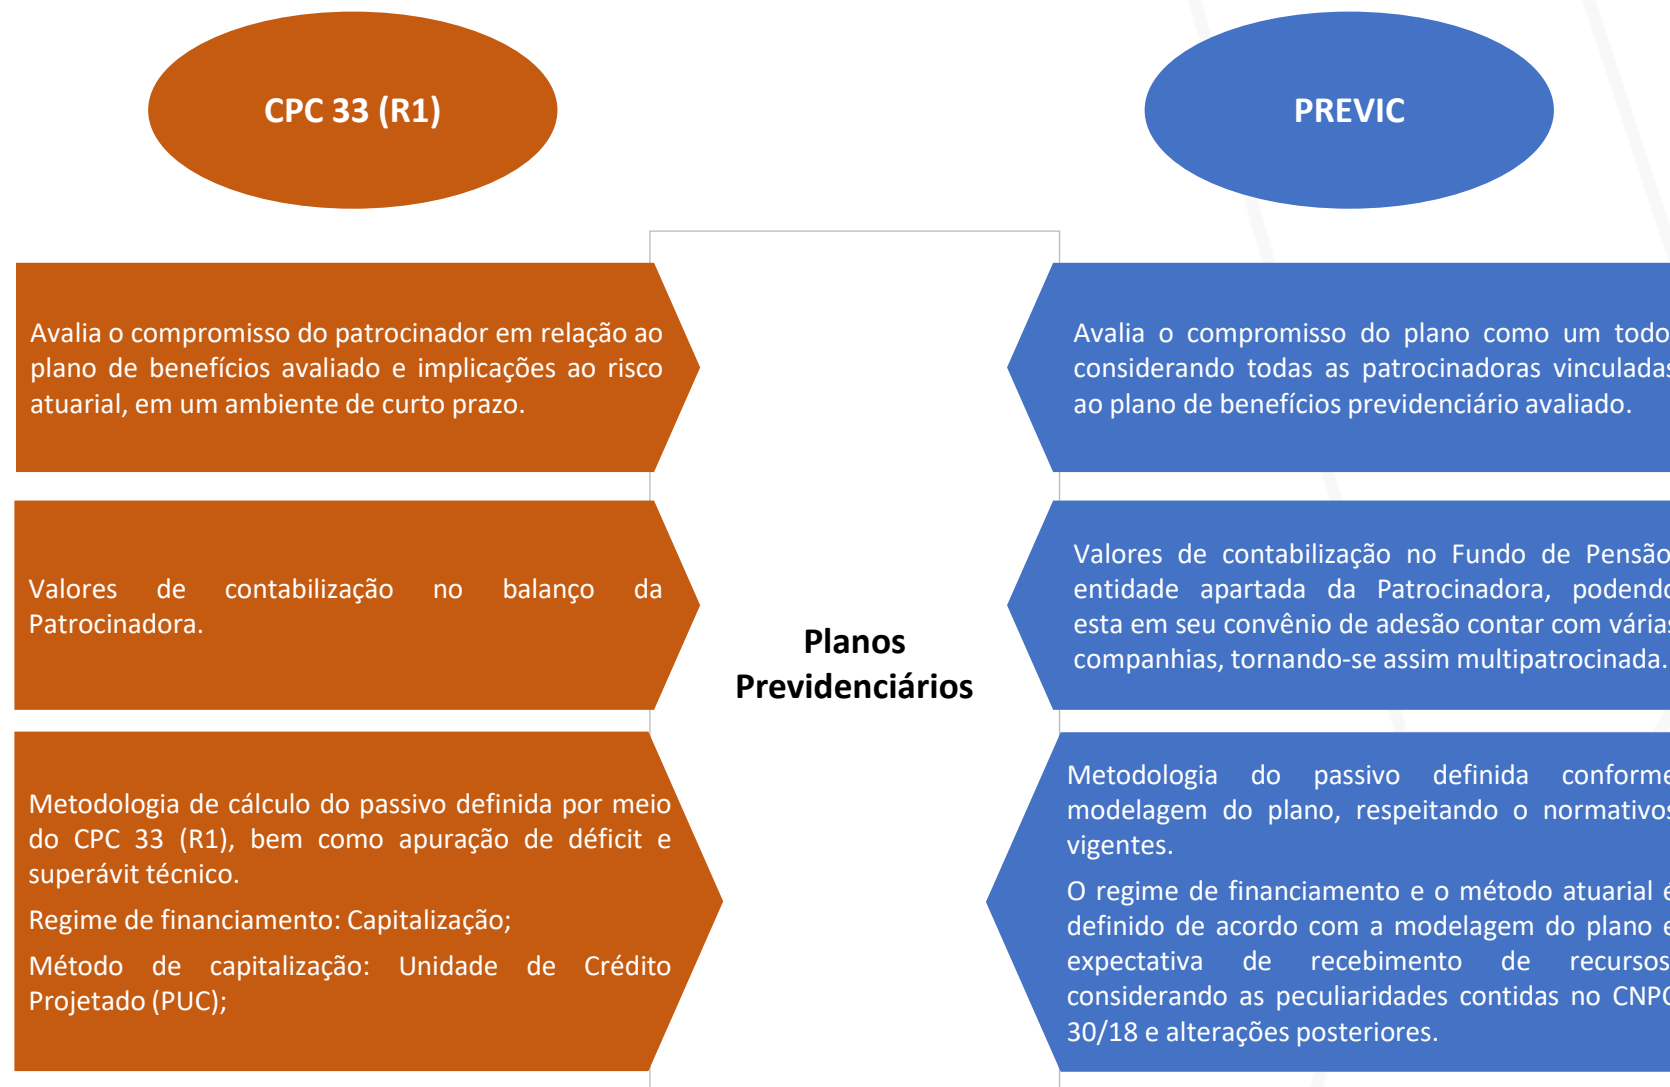 CPC 33 (R1)
PREVIC
Avalia o compromisso do patrocinador em relação ao
plano de benefícios avaliado e implicações ao risco
atuarial, em um ambiente de curto prazo.
Avalia o compromisso do plano como um todo
considerando todas as patrocinadoras vinculadas
ao plano de benefícios previdenciário avaliado.
Valores de contabilização no balanço da
Patrocinadora.
Valores de contabilização no Fundo de Pensão
entidade apartada da Patrocinadora, podendo
esta em seu convênio de adesão contar com várias
companhias, tornando-se assim multipatrocinada.
Planos
Previdenciários
Metodologia de cálculo do passivo definida por meio
do CPC 33 (R1), bem como apuração de déficit e
superávit técnico.
Regime de financiamento: Capitalização;
Método de capitalização: Unidade de Crédito
Projetado (PUC);
Metodologia do passivo definida conforme
modelagem do plano, respeitando o normativos
vigentes.
O regime de financiamento e o método atuarial é
definido de acordo com a modelagem do plano e
expectativa de recebimento de recursos
considerando as peculiaridades contidas no CNPC
30/18 e alterações posteriores.